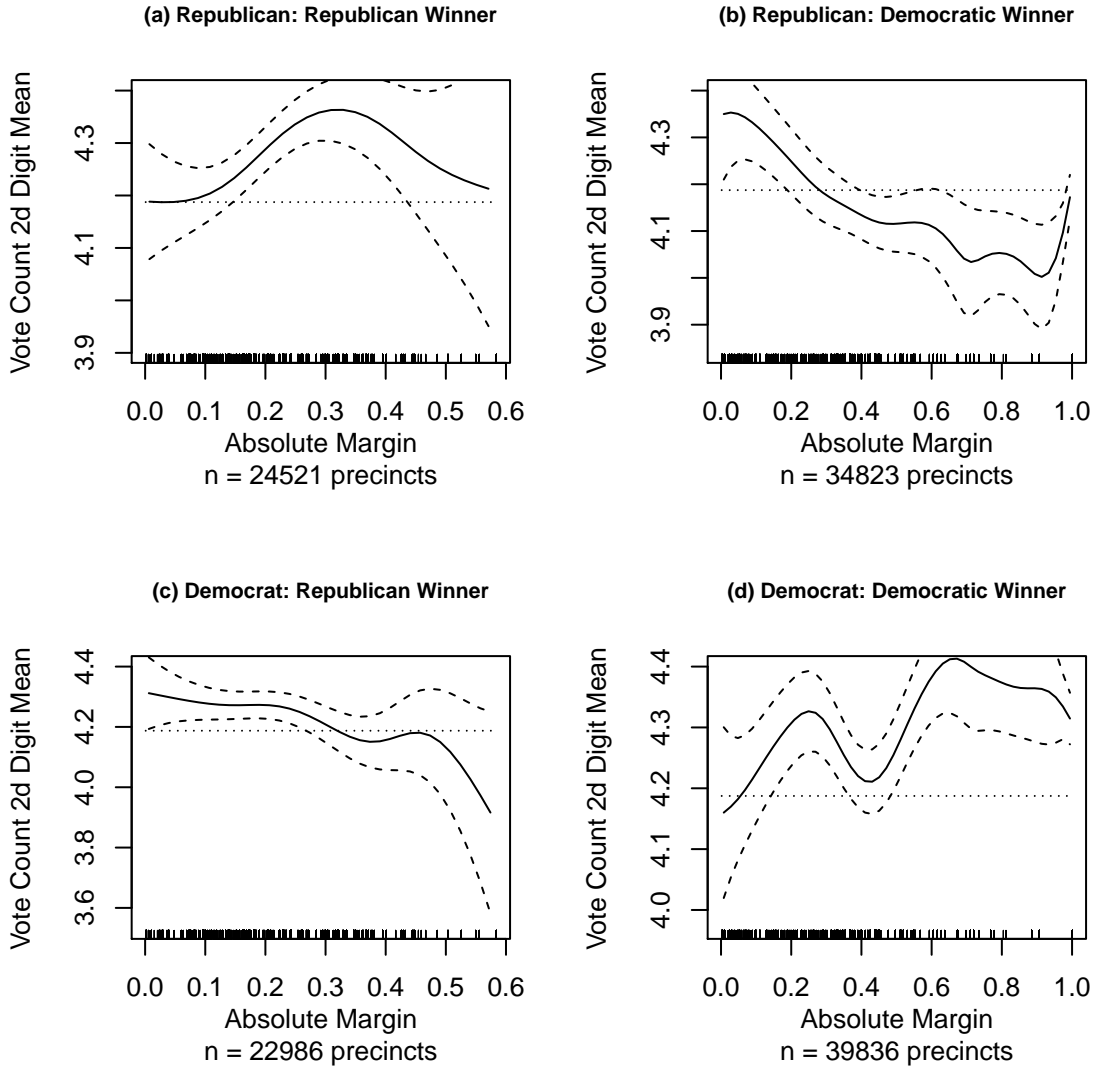 (a) Republican: Republican Winner
Vote Count 2d Digit Mean
3.9 4.1 4.3
0.0 0.1 0.2 0.3 0.4 0.5 0.6
Absolute Margin
n = 24521 precincts
(b) Republican: Democratic Winner
Vote Count 2d Digit Mean
3.9 4.1 4.3
0.0 0.2 0.4 0.6 0.8 1.0
Absolute Margin
n = 34823 precincts
(c) Democrat: Republican Winner
Vote Count 2d Digit Mean
3.6 3.8 4.0 4.2 4.4
0.0 0.1 0.2 0.3 0.4 0.5 0.6
Absolute Margin
n = 22986 precincts
(d) Democrat: Democratic Winner
Vote Count 2d Digit Mean
4.0 4.1 4.2 4.3 4.4
0.0 0.2 0.4 0.6 0.8 1.0
Absolute Margin
n = 39836 precincts